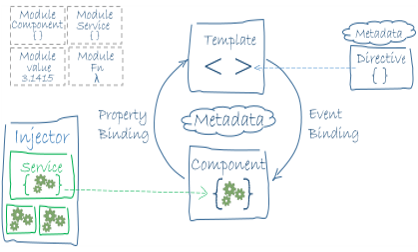 Module
Component
{ }
Module
Service
{ }
Module
value
3.1415
Module
Fn
λ
Template
< >
Metadata
Directive
{ }
Property
Binding
Metadata
Event
Binding
Injector
Service
{ }
Component
{ }